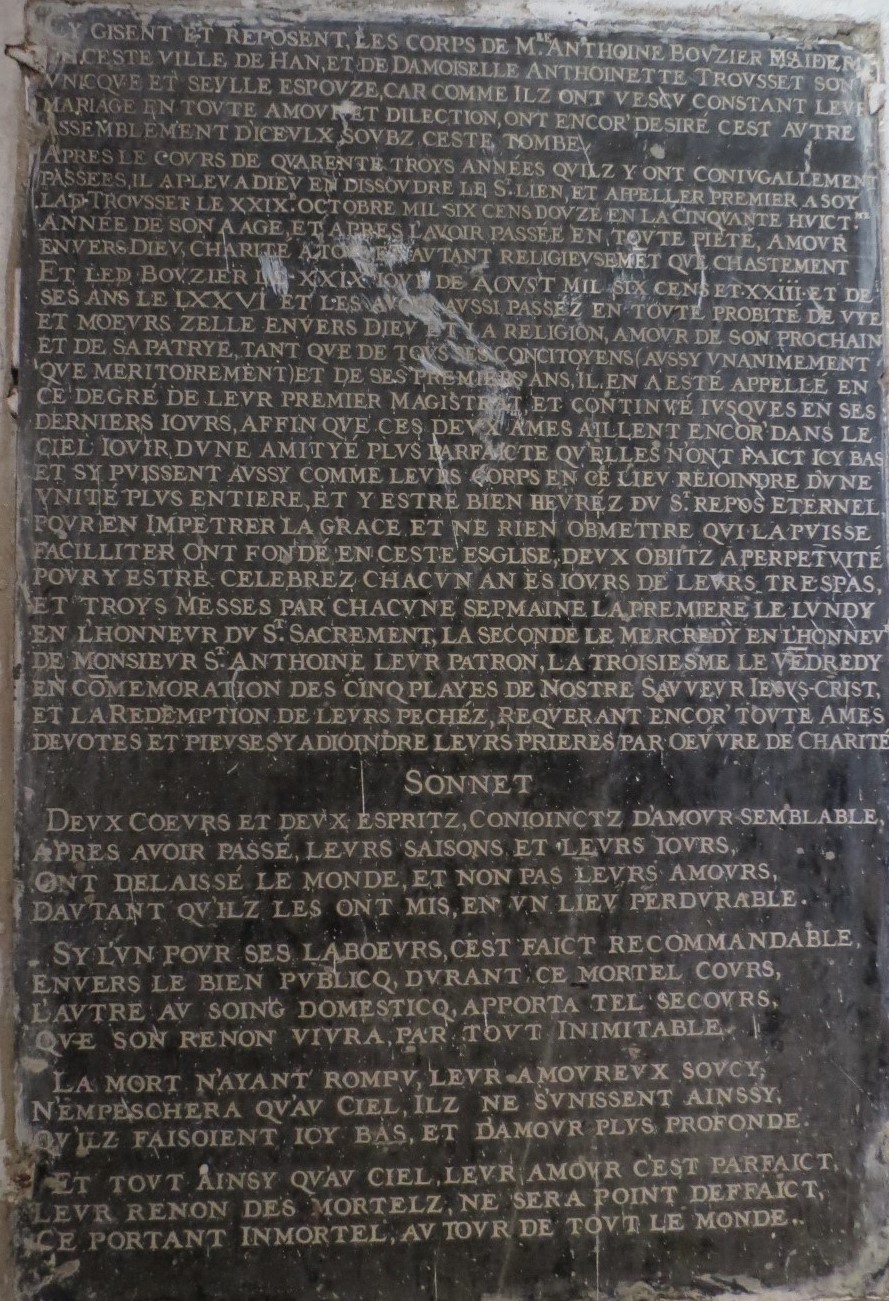 CY GISENT ET REPOSENT, LES CORPS DE M.RE ANTHOINE BOVZIER MAIDER
CESTE VILLE DE HAN, ET DE DAMOISELLE ANTHOINETTE TROVSSET SON
VNICQVE ET SEVLLE ESPOVZE, CAR COMME ILZ ONT VESCV CONSTANT LEVR
MARIAGE EN TOVTE AMOVR ET DILECTION, ONT ENCOR' DESIRÉ CEST AVTRE
ASSEMBLEMENT D'ICEVLX SOVBZ CESTE TOMBE
APRES LE COVRS DE QVARENTE TROYS ANNÉES QVILZ Y ONT CONIVGALLEMENT
PASSÉES, IL A PLEV A DIEV EN DISSOVDRE LE ST. LIEN, ET APPELLER PREMIER A SOY
LAD. TROVSSET LE XXIX OCTOBRE MIL SIX CENS DOVZE EN LA CINQVANTE HVICT
ANNÉE DE SON AAGE, ET APRES L'AVOIR PASSÉE EN TOVTE PIETÉ, AMOVR
ENVERS DIEV, CHARITÉ A AVTANT RELIGIEVSEMET QVE CHASTEMENT
ET LED BOVZIER LE XXIX DE AOVST MIL SIX CENS ET XXIII ET DE
SES ANS LE LXXVI ET LES AVOIR AVSSI PASSEZ EN TOVTE PROBITÉ DE VYE
ET MOEVRS ZELLE ENVERS DIEV ET LA RELIGION, AMOVR DE SON PROCHAIN
ET DE SA PATRYE, TANT QVE DE TOVS SES CONCITOYENS (AVSSY VNANIMEMENT
QVE MERITOIREMENT) ET DE SES PREMIERS ANS, IL EN A ESTÉ APPELLÉ EN
CE DEGRÉ DE LEVR PREMIER MAGISTRAT ET CONTINVÉ IVSQVES EN SES
DERNIERS IOVRS, AFFIN QVE CES DEVX AMES AILLENT ENCOR' DANS LE
CIEL IOVIR, DVNE AMITYÉ PLVS PARFAICTE QV'ELLES N'ONT FAICT ICY BAS
ET SY PVISSENT AVSSY COMME LEVRS CORPS EN CE LIEV REIOINDRE DVNE
VNITÉ PLVS ENTIERE, ET Y ESTRE BIEN HEVREZ DV ST. REPOS ETERNEL
POVR EN IMPETRER LA GRACE ET NE RIEN OBMETTRE QVI LA PVISSE
FACILLITER ONT FONDÉ EN CESTE ESGLISE, DEVX OBIITZ A PERPETVITÉ
POVR Y ESTRE CELEBREZ CHACVN AN ES IOVRS DE LEVRS TRESPAS,
ET TROYS MESSES PAR CHACVNE SEPMAINE, LA PREMIERE LE LVNDY
EN L'HONNEVR DV ST. SACREMENT, LA SECONDE LE MERCREDY EN L'HONNEV
DE MONSIEVR ST. ANTHOINE LEVR PATRON, LA TROISIESME LE VĒDREDY
EN CŌMEMORATION DES CINQ PLAYES DE NOSTRE SAVVEVR IESVS-CRIST,
ET LA REDEMPTION DE LEVRS PECHÉZ, REQVERANT ENCOR' TOVTE AMES
DEVOTES ET PIEVSES Y ADIOINDRE LEVRS PRIERES PAR OEVVRE DE CHARITÉ
SONNET
DEVX COEVRS ET DEVX ESPRITZ, CONIOINCTZ D'AMOVR SEMBLABLE,
APRES AVOIR PASSÉ, LEVRS SAISONS, ET LEVRS IOVRS,
ONT DELAISSÉ LE MONDE, ET NON PAS LEVRS AMOVRS,
DAVTANT QV'ILZ LES ONT MIS, EN VN LIEV PERDVRABLE.
SY L'VN POVR SES LABOEVRS, C'EST FAICT RECOMMANDABLE,
ENVERS LE BIEN PVBLICQ, DVRANT CE MORTEL COVRS,
L'AVTRE AV SOING DOMESTICQ, APPORTA TEL SECOVRS,
QVE SON RENON VIVRA, PAR TOVT INIMITABLE.
LA MORT N'AYANT ROMPV, LEVR AMOVREVX SOVCY,
N'EMPESCHERA QV'AV CIEL, ILZ NE S'VNISSENT AINSSY,
QV'ILZ FAISOIENT ICY BAS, ET D'AMOVR PLVS PROFONDE.
ET TOVT AINSY QV'AV CIEL, LEVR AMOVR C'EST PARFAICT,
LEVR RENON DES MORTELZ, NE SERA POINT DEFFAICT,
CE PORTANT INMORTEL, AV IOVR DE TOVT LE MONDE.